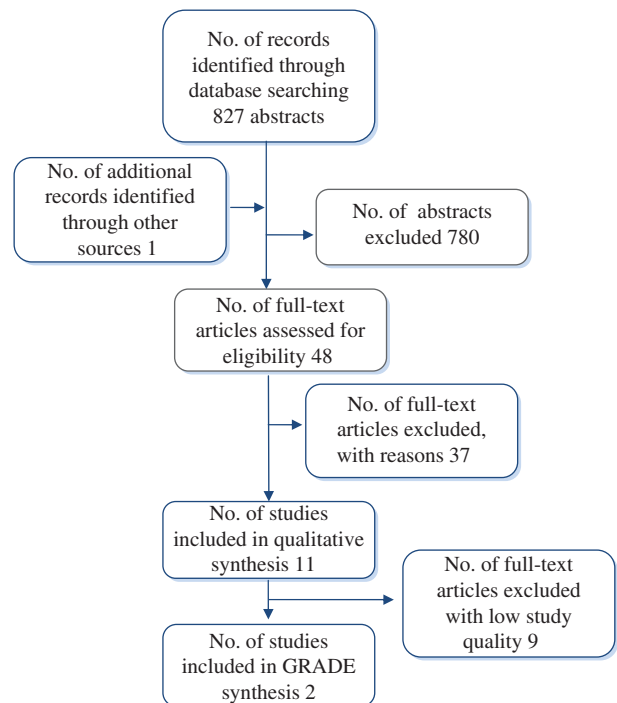 No. of records
identified through
database searching
827 abstracts
No. of additional
records identified
through other
sources 1
No. of abstracts
excluded 780
No. of full-text
articles assessed for
eligibility 48
No. of full-text
articles excluded,
with reasons 37
No. of studies
included in qualitative
synthesis 11
No. of full-text
articles excluded
with low study
quality 9
No. of studies
included in GRADE
synthesis 2